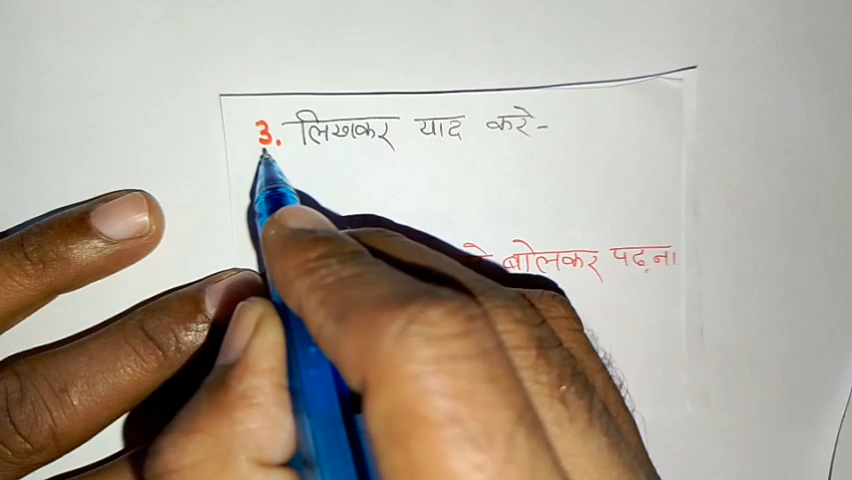 3. लिखकर याद करे-
बोलकर पढ़ना